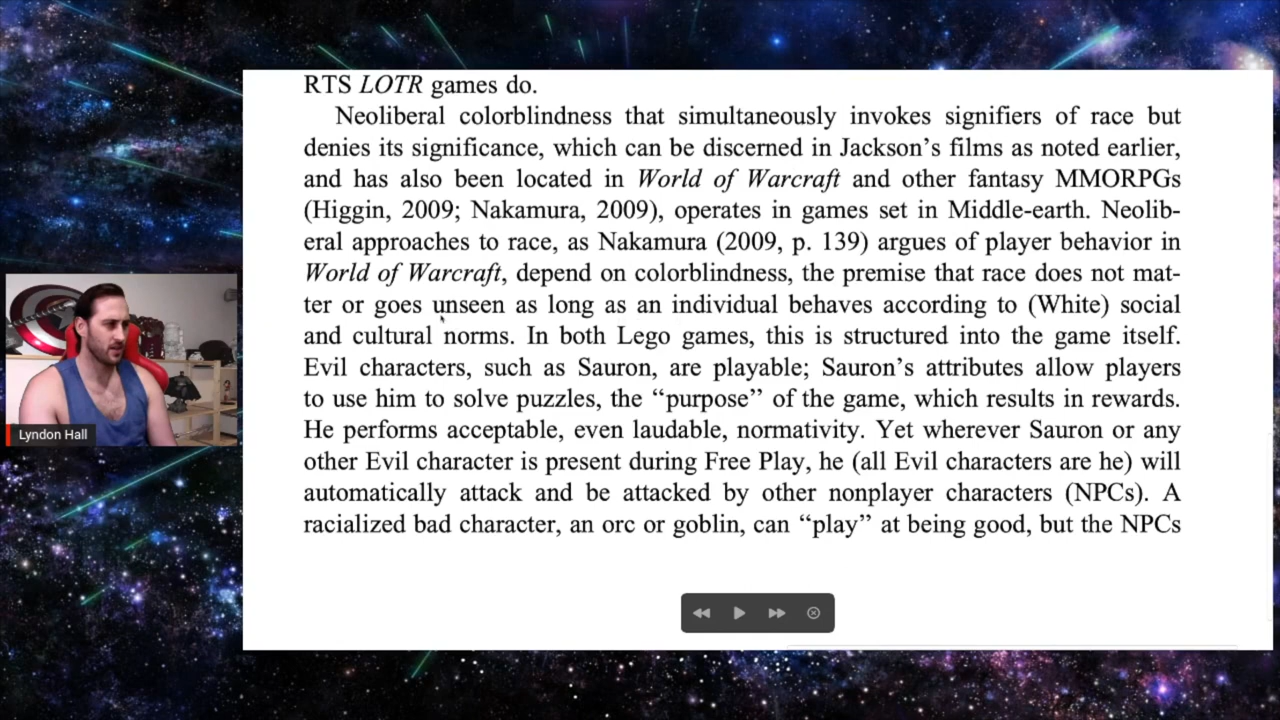 RTS LOTR games do.
Neoliberal colorblindness that simultaneously invokes signifiers of race but
denies its significance, which can be discerned in Jackson’s films as noted earlier,
and has also been located in World of Warcraft and other fantasy MMORPGs
(Higgin, 2009; Nakamura, 2009), operates in games set in Middle-earth. Neolib-
eral approaches to race, as Nakamura (2009, p. 139) argues of player behavior in
World of Warcraft, depend on colorblindness, the premise that race does not mat-
ter or goes unseen as long as an individual behaves according to (White) social
and cultural norms. In both Lego games, this is structured into the game itself.
Evil characters, such as Sauron, are playable; Sauron’s attributes allow players
to use him to solve puzzles, the “purpose” of the game, which results in rewards.
He performs acceptable, even laudable, normativity. Yet wherever Sauron or any
other Evil character is present during Free Play, he (all Evil characters are he) will
automatically attack and be attacked by other nonplayer characters (NPCs). A
racialized bad character, an orc or goblin, can “play” at being good, but the NPCs
Lyndon Hall